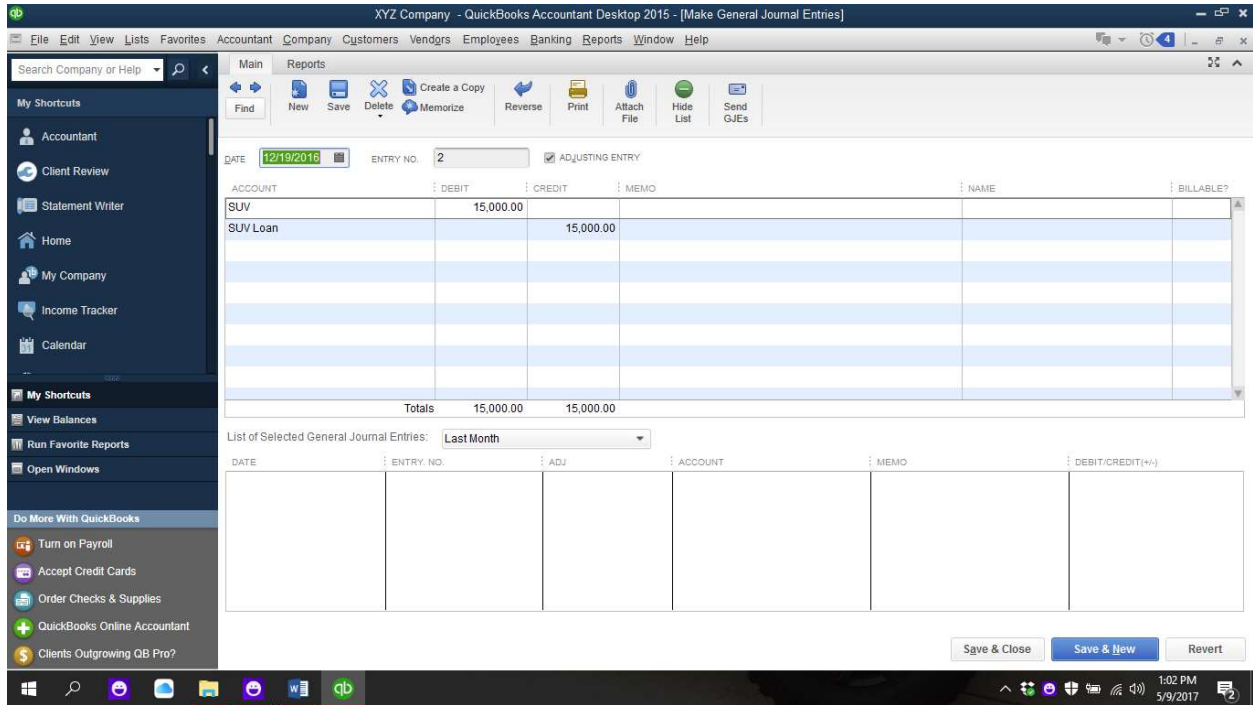 qb XYZ Company - QuickBooks Accountant Desktop 2015 - [Make General Journal Entries]
File Edit View Lists Favorites Accountant Company Customers Vendors Employees Banking Reports Window Help 4
Search Company or Help
Main Reports
My Shortcuts
Accountant
Client Review
Statement Writer
Home
My Company
Income Tracker
Calendar
My Shortcuts
View Balances
Run Favorite Reports
Open Windows
Do More With QuickBooks
Turn on Payroll
Accept Credit Cards
Order Checks & Supplies
QuickBooks Online Accountant
Clients Outgrowing QB Pro?
Find New Save Delete Create a Copy Memorize Reverse Print Attach File Hide List Send GJEs
DATE 12/19/2016 ENTRY NO. 2 ADJUSTING ENTRY
ACCOUNT DEBIT CREDIT MEMO NAME BILLABLE?
SUV 15,000.00
SUV Loan 15,000.00
Totals 15,000.00 15,000.00
List of Selected General Journal Entries: Last Month
DATE ENTRY. NO. ADJ ACCOUNT MEMO DEBIT/CREDIT(+/-)
Save & Close Save & New Revert
qb 1:02 PM
5/9/2017 2